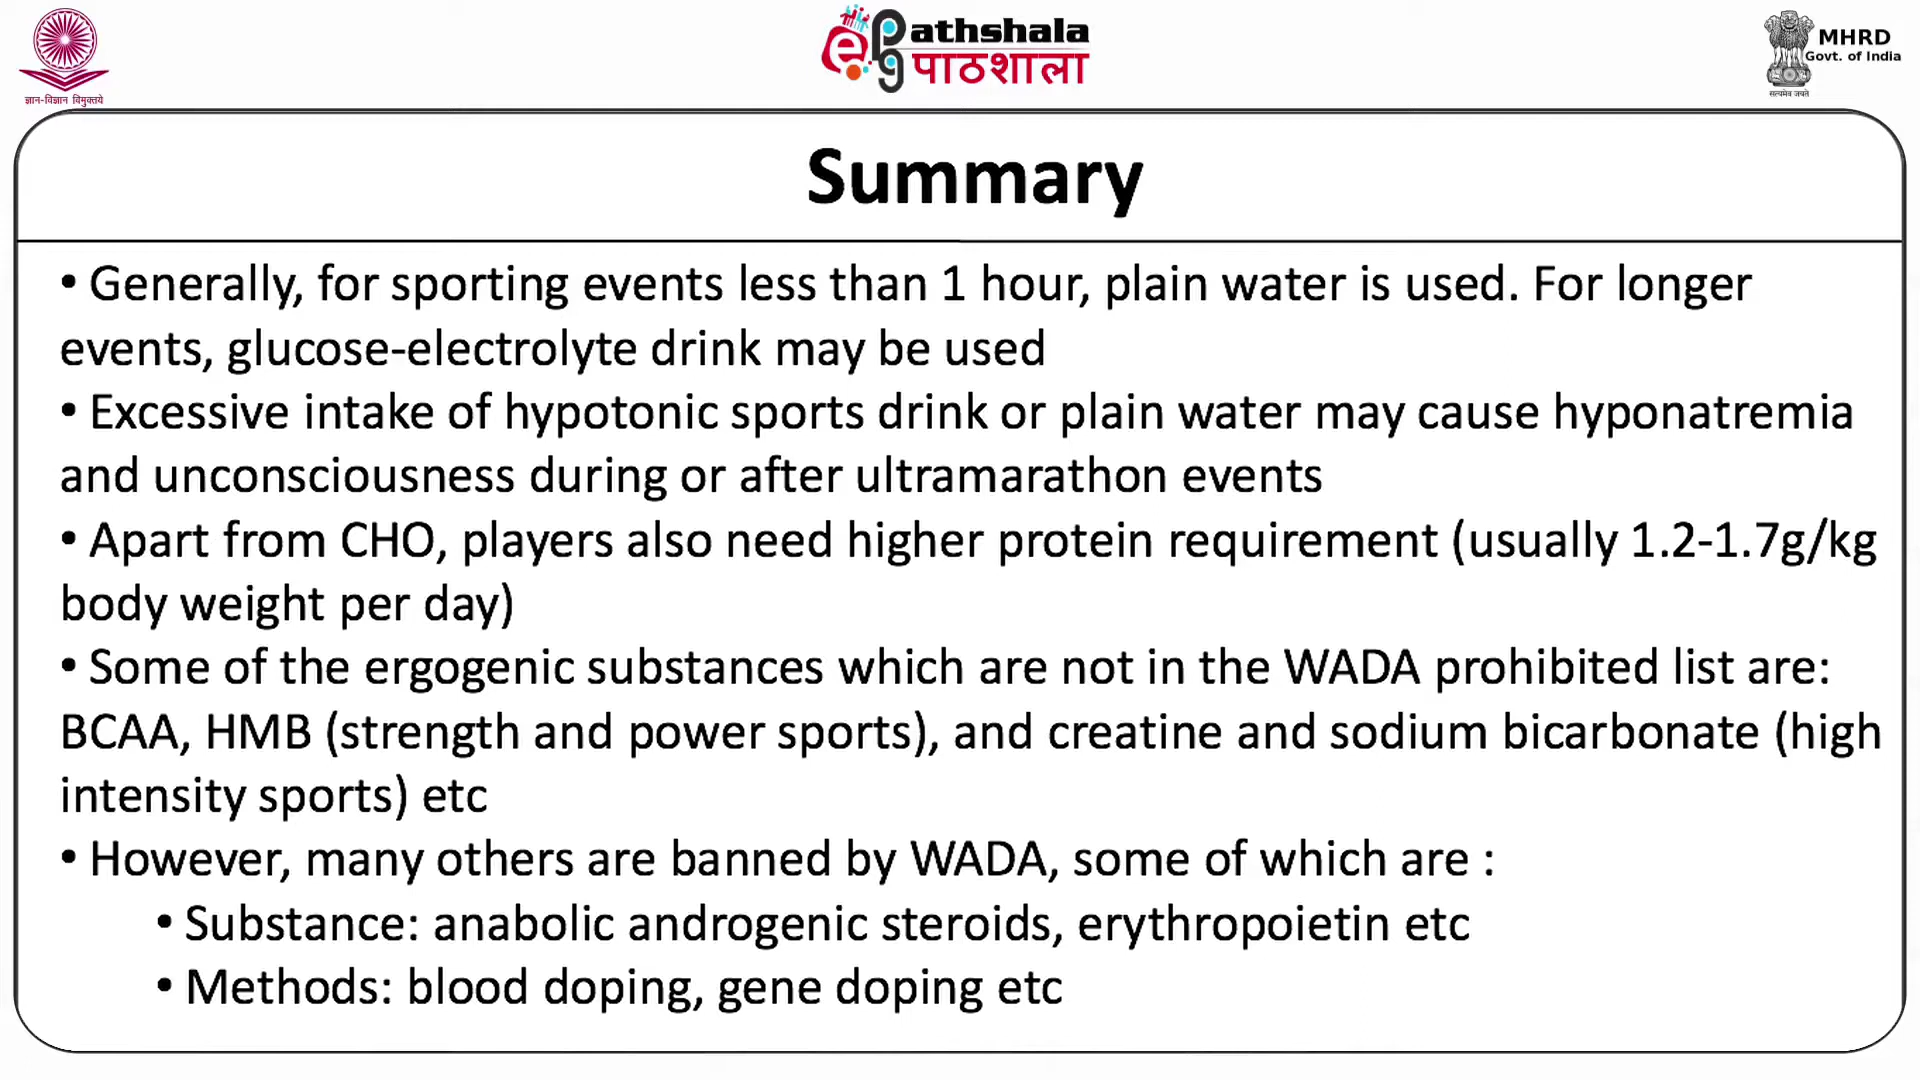 ज्ञान-विज्ञान विमुक्तये
ePG Pathshala
पाठशाला
MHRD
Govt. of India
सत्यमेव जयते
Summary
• Generally, for sporting events less than 1 hour, plain water is used. For longer
events, glucose-electrolyte drink may be used
• Excessive intake of hypotonic sports drink or plain water may cause hyponatremia
and unconsciousness during or after ultramarathon events
• Apart from CHO, players also need higher protein requirement (usually 1.2-1.7g/kg
body weight per day)
• Some of the ergogenic substances which are not in the WADA prohibited list are:
BCAA, HMB (strength and power sports), and creatine and sodium bicarbonate (high
intensity sports) etc
• However, many others are banned by WADA, some of which are :
• Substance: anabolic androgenic steroids, erythropoietin etc
• Methods: blood doping, gene doping etc